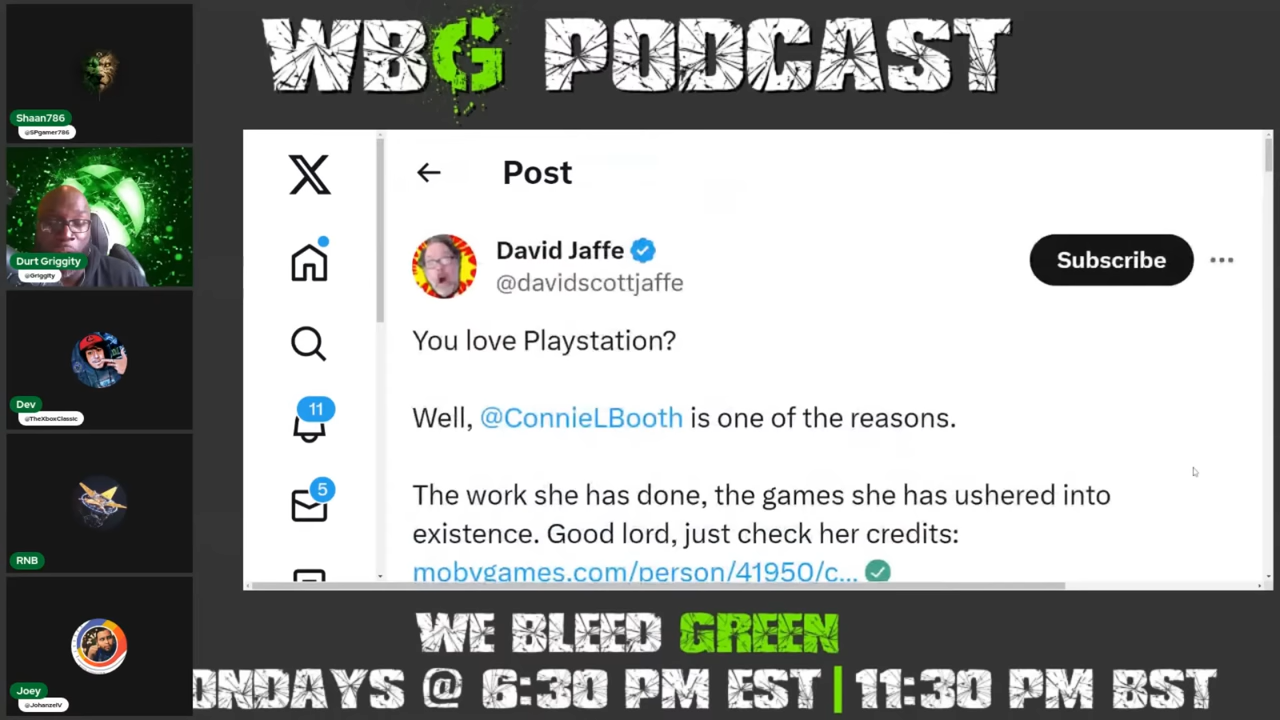 WBG PODCAST
Shaan786
@SPgamer786
Durt Griggity
@Griggity
Dev
@TheXboxClassic
RNB
Joey
@JohanzelV
Post
David Jaffe
@davidscottjaffe
Subscribe
You love Playstation?
Well, @ConnieLBooth is one of the reasons.
The work she has done, the games she has ushered into
existence. Good lord, just check her credits:
mobygames.com/person/41950/c...
11
5
WE BLEED GREEN
ONDAYS @ 6:30 PM EST | 11:30 PM BST